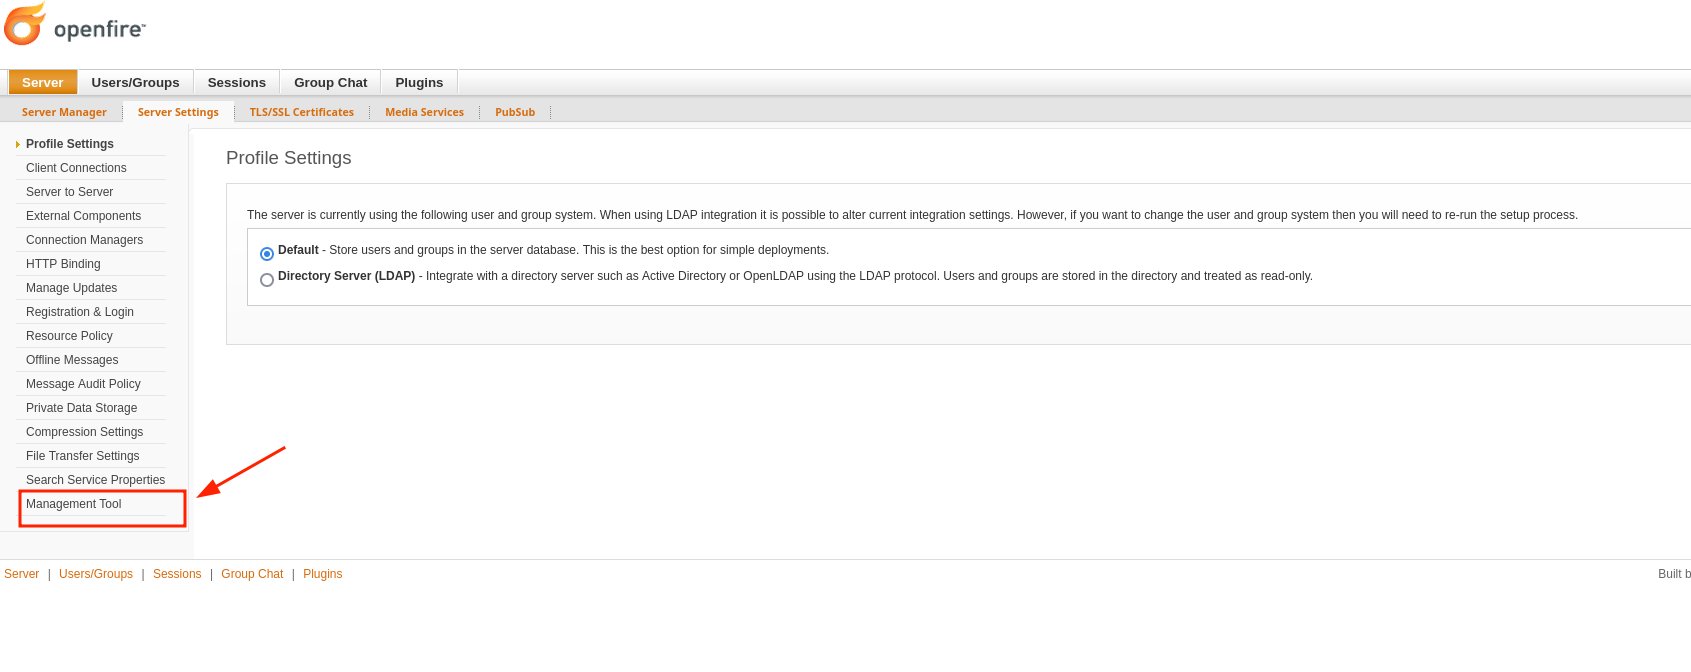 openfire™
Server Users/Groups Sessions Group Chat Plugins
Server Manager Server Settings TLS/SSL Certificates Media Services PubSub
Profile Settings
Client Connections
Server to Server
External Components
Connection Managers
HTTP Binding
Manage Updates
Registration & Login
Resource Policy
Offline Messages
Message Audit Policy
Private Data Storage
Compression Settings
File Transfer Settings
Search Service Properties
Management Tool
Profile Settings
The server is currently using the following user and group system. When using LDAP integration it is possible to alter current integration settings. However, if you want to change the user and group system then you will need to re-run the setup process.
Default - Store users and groups in the server database. This is the best option for simple deployments.
Directory Server (LDAP) - Integrate with a directory server such as Active Directory or OpenLDAP using the LDAP protocol. Users and groups are stored in the directory and treated as read-only.
Server | Users/Groups | Sessions | Group Chat | Plugins
Built b